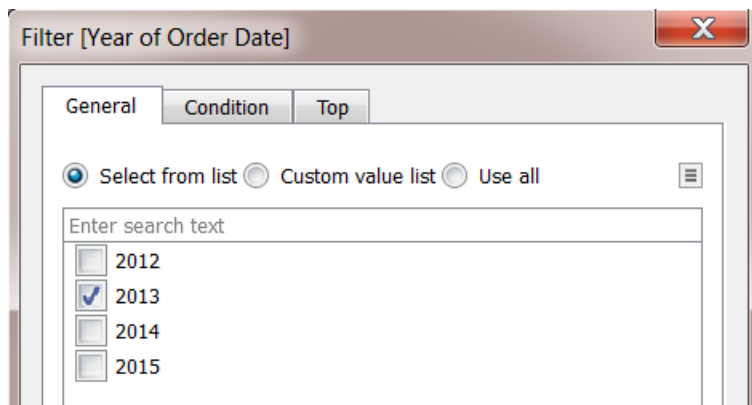 Filter [Year of Order Date]
General Condition Top
Select from list Custom value list Use all
Enter search text
2012
2013
2014
2015